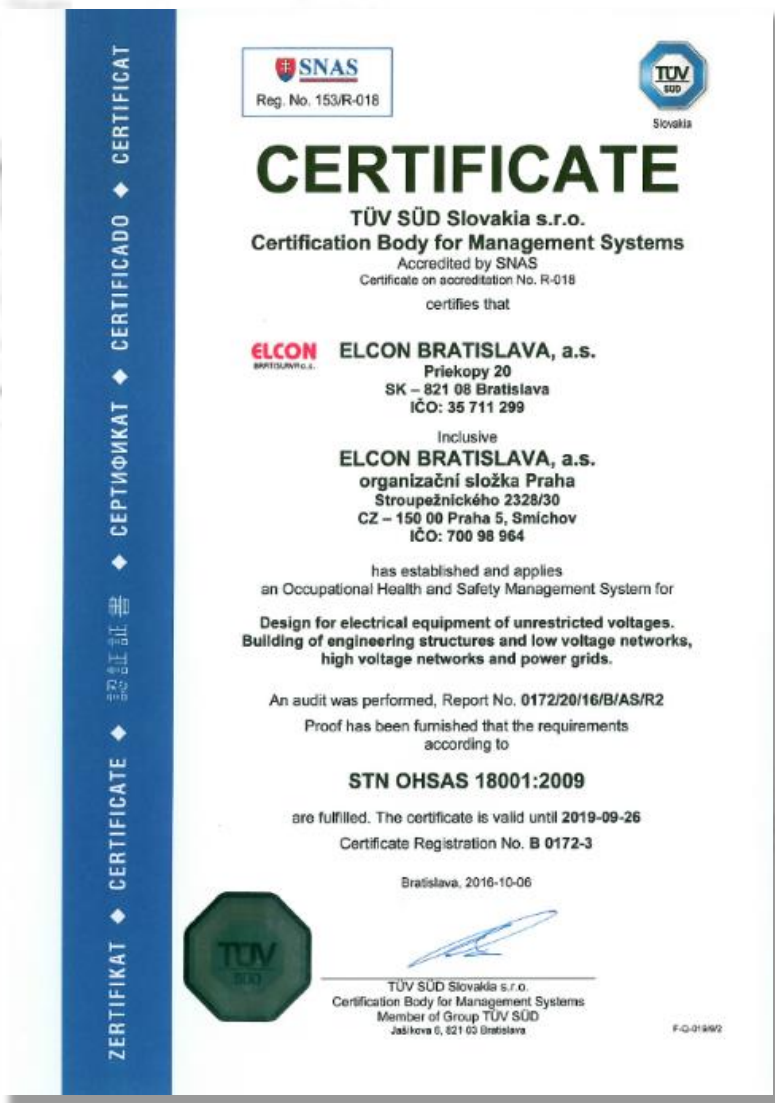 SNAS
Reg. No. 153/R-018
TÜV
SÜD
Slovakia
CERTIFICATE
TÜV SÜD Slovakia s.r.o.
Certification Body for Management Systems
Accredited by SNAS
Certificate on accreditation No. R-018
certifies that
ELCON
BRATISLAVA a.s.
ELCON BRATISLAVA, a.s.
Priekopy 20
SK – 821 08 Bratislava
IČO: 35 711 299
Inclusive
ELCON BRATISLAVA, a.s.
organizační složka Praha
Stroupežnického 2328/30
CZ – 150 00 Praha 5, Smíchov
IČO: 700 98 964
has established and applies
an Occupational Health and Safety Management System for
Design for electrical equipment of unrestricted voltages.
Building of engineering structures and low voltage networks,
high voltage networks and power grids.
An audit was performed, Report No. 0172/20/16/B/AS/R2
Proof has been furnished that the requirements
according to
STN OHSAS 18001:2009
are fulfilled. The certificate is valid until 2019-09-26
Certificate Registration No. B 0172-3
Bratislava, 2016-10-06
TÜV
SÜD
TÜV SÜD Slovakia s.r.o.
Certification Body for Management Systems
Member of Group TÜV SÜD
Jašíkova 6, 821 03 Bratislava
ZERTIFIKAT ◆ CERTIFICATE ◆ 認証証書 ◆ СЕРТИФИКАТ ◆ CERTIFICADO ◆ CERTIFICAT